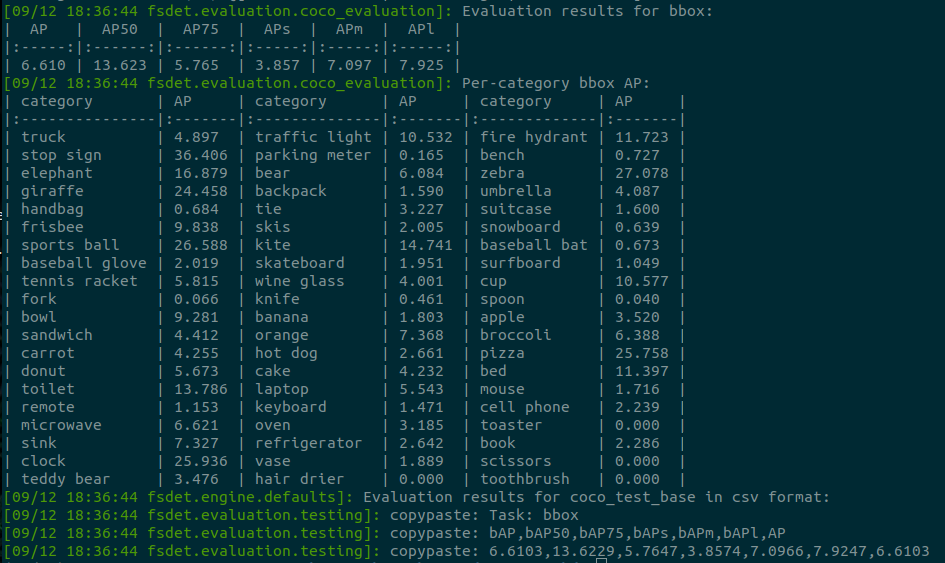 [09/12 18:36:44 fsdet.evaluation.coco_evaluation]: Evaluation results for bbox:
| AP | AP50 | AP75 | APs | APm | APl |
|:-----:|:------:|:------:|:-----:|:-----:|:-----:|
| 6.610 | 13.623 | 5.765 | 3.857 | 7.097 | 7.925 |
[09/12 18:36:44 fsdet.evaluation.coco_evaluation]: Per-category bbox AP:
| category | AP | category | AP | category | AP |
|:---------------|:-------|:--------------|:-------|:-------------|:-------|
| truck | 4.897 | traffic light | 10.532 | fire hydrant | 11.723 |
| stop sign | 36.406 | parking meter | 0.165 | bench | 0.727 |
| elephant | 16.879 | bear | 6.084 | zebra | 27.078 |
| giraffe | 24.458 | backpack | 1.590 | umbrella | 4.087 |
| handbag | 0.684 | tie | 3.227 | suitcase | 1.600 |
| frisbee | 9.838 | skis | 2.005 | snowboard | 0.639 |
| sports ball | 26.588 | kite | 14.741 | baseball bat | 0.673 |
| baseball glove | 2.019 | skateboard | 1.951 | surfboard | 1.049 |
| tennis racket | 5.815 | wine glass | 4.001 | cup | 10.577 |
| fork | 0.066 | knife | 0.461 | spoon | 0.040 |
| bowl | 9.281 | banana | 1.803 | apple | 3.520 |
| sandwich | 4.412 | orange | 7.368 | broccoli | 6.388 |
| carrot | 4.255 | hot dog | 2.661 | pizza | 25.758 |
| donut | 5.673 | cake | 4.232 | bed | 11.397 |
| toilet | 13.786 | laptop | 5.543 | mouse | 1.716 |
| remote | 1.153 | keyboard | 1.471 | cell phone | 2.239 |
| microwave | 6.621 | oven | 3.185 | toaster | 0.000 |
| sink | 7.327 | refrigerator | 2.642 | book | 2.286 |
| clock | 25.936 | vase | 1.889 | scissors | 0.000 |
| teddy bear | 3.476 | hair drier | 0.000 | toothbrush | 0.000 |
[09/12 18:36:44 fsdet.engine.defaults]: Evaluation results for coco_test_base in csv format:
[09/12 18:36:44 fsdet.evaluation.testing]: copypaste: Task: bbox
[09/12 18:36:44 fsdet.evaluation.testing]: copypaste: bAP,bAP50,bAP75,bAPs,bAPm,bAPl,AP
[09/12 18:36:44 fsdet.evaluation.testing]: copypaste: 6.6103,13.6229,5.7647,3.8574,7.0966,7.9247,6.6103